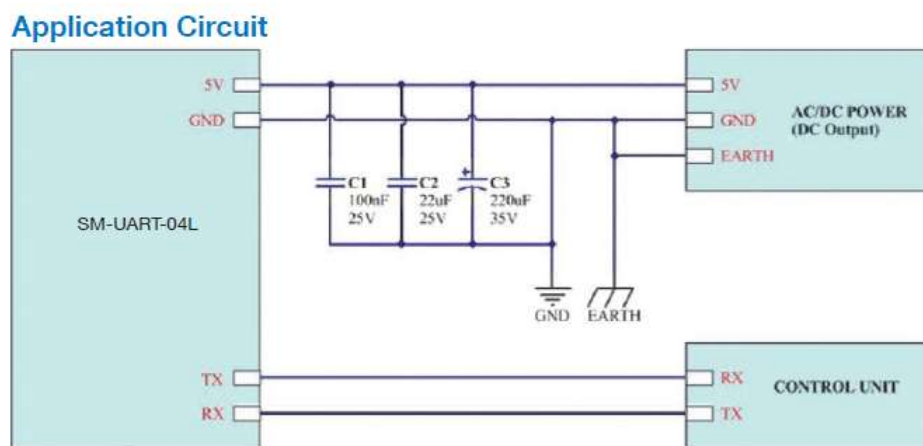 Application Circuit
5V
GND
SM-UART-04L
TX
RX
C1
100nF
25V
C2
22uF
25V
+
C3
220uF
35V
GND
EARTH
5V
GND
EARTH
AC/DC POWER
(DC Output)
RX
TX
CONTROL UNIT